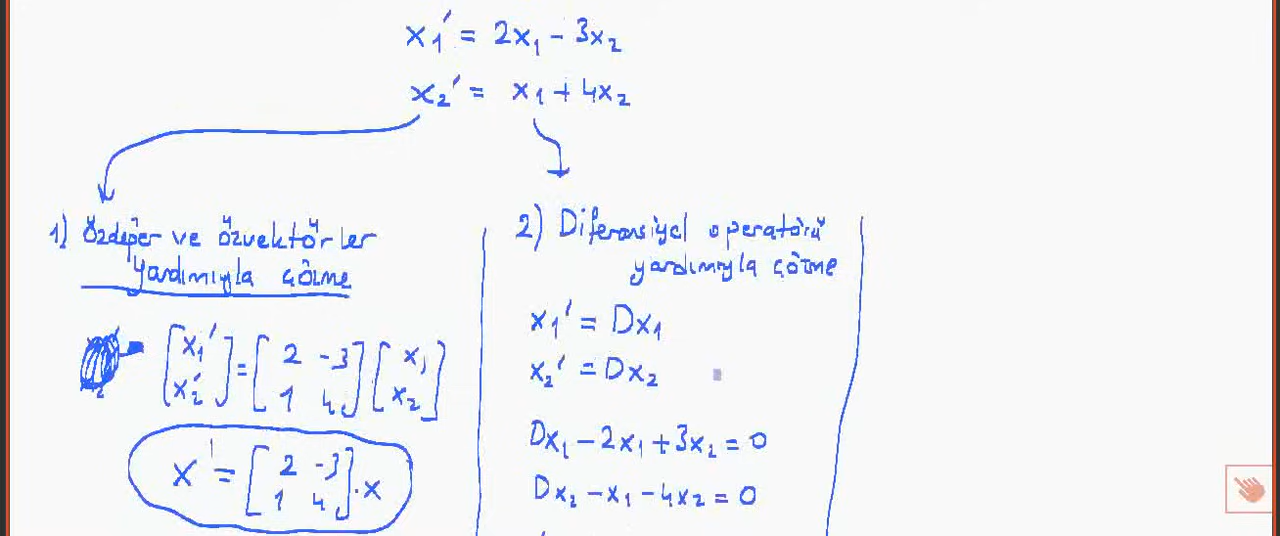 x₁' = 2x₁ - 3x₂
x₂' = x₁ + 4x₂
1) Özdeğer ve özvektörler
yardımıyla çözme
[x₁' x₂'] = [2 -3 1 4] [x₁ x₂]
x' = [2 -3 1 4] . x
2) Diferansiyel operatörü
yardımıyla çözme
x₁' = Dx₁
x₂' = Dx₂
Dx₁ - 2x₁ + 3x₂ = 0
Dx₂ - x₁ - 4x₂ = 0